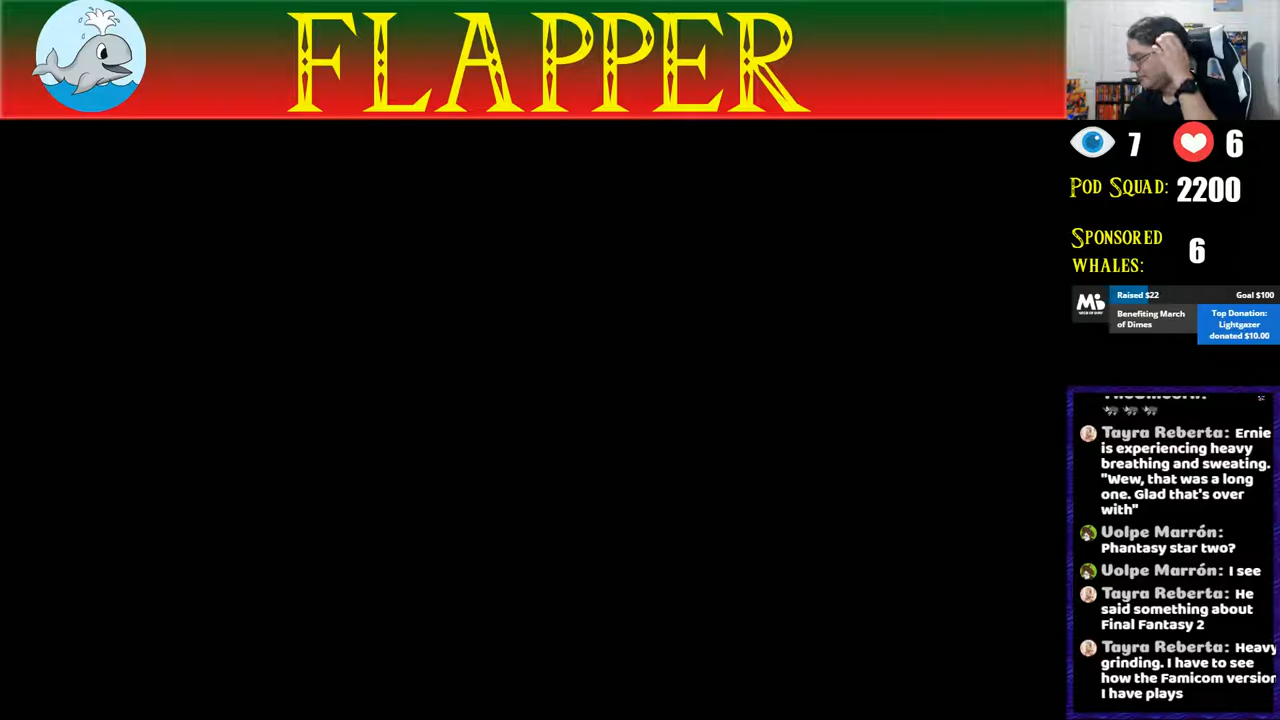 FLAPPER
7 6
Pod Squad: 2200
Sponsored
whales: 6
Raised $22 Goal $100
Benefiting March
of Dimes
Top Donation:
Lightgazer
donated $10.00
Tayra Reberta: Ernie
is experiencing heavy
breathing and sweating.
"Wew, that was a long
one. Glad that's over
with"
Volpe Marrón:
Phantasy star two?
Volpe Marrón: I see
Tayra Reberta: He
said something about
Final Fantasy 2
Tayra Reberta: Heavy
grinding. I have to see
how the Famicom version
I have plays